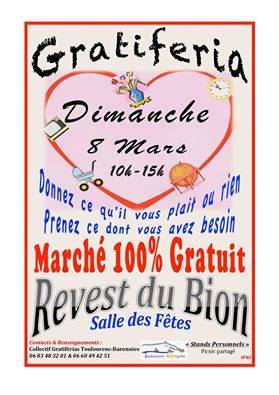 Gratiferia
Dimanche
8 Mars
10h-15h
Donnez ce qu'il vous plait ou rien
Prenez ce dont vous avez besoin
Marché 100% Gratuit
Revest du Bion
Salle des Fêtes
Contacts & Renseignements :
Collectif Gratiférias Toulourenc-Baronnies
06 83 48 32 01 & 06 60 49 42 51
« Stands Personnels »
Picnic partagé
IPNS